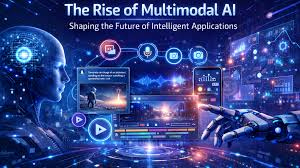 The Rise of Multimodal AI
Shaping the Future of Intelligent Applications